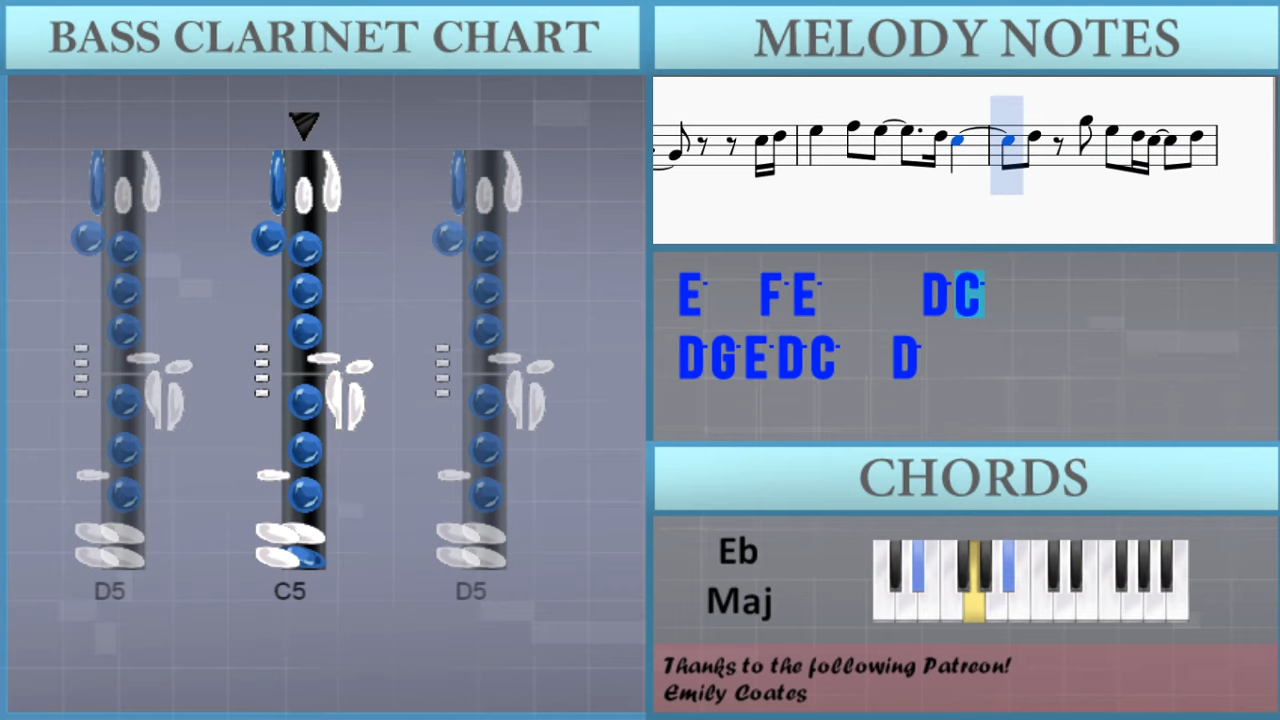 BASS CLARINET CHART
D5 C5 D5
MELODY NOTES
E F E D C
D G E D C D
CHORDS
Eb
Maj
Thanks to the following Patreon!
Emily Coates